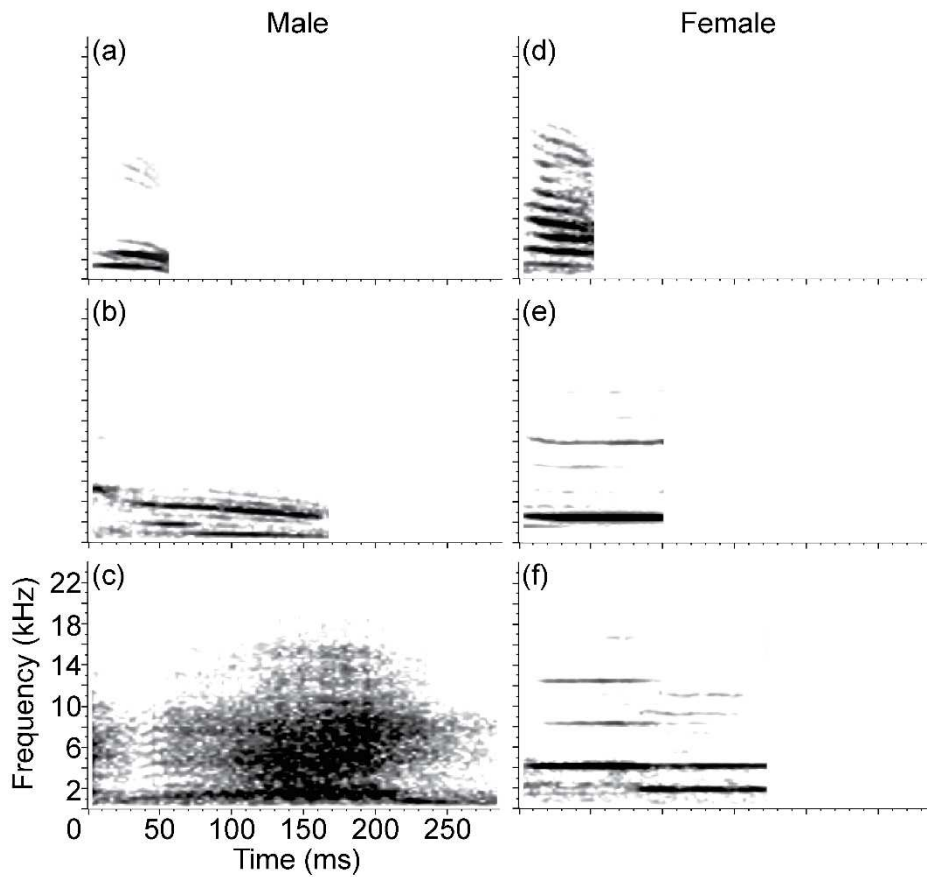 Male Female
(a) (d)
(b) (e)
(c) (f)
22
18
14
10
6
2
Frequency (kHz)
0 50 100 150 200 250
Time (ms)